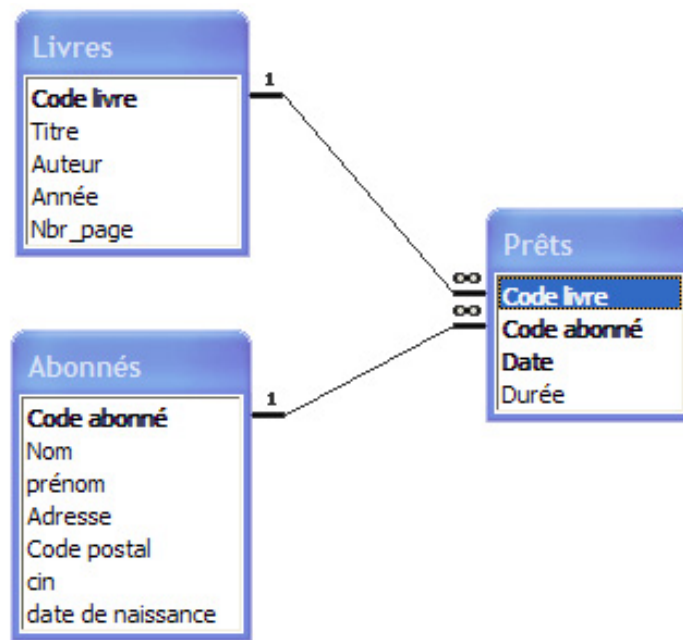 Livres
Code livre
Titre
Auteur
Année
Nbr_page
1
∞
∞
Prêts
Code livre
Code abonné
Date
Durée
1
Abonnés
Code abonné
Nom
prénom
Adresse
Code postal
cin
date de naissance